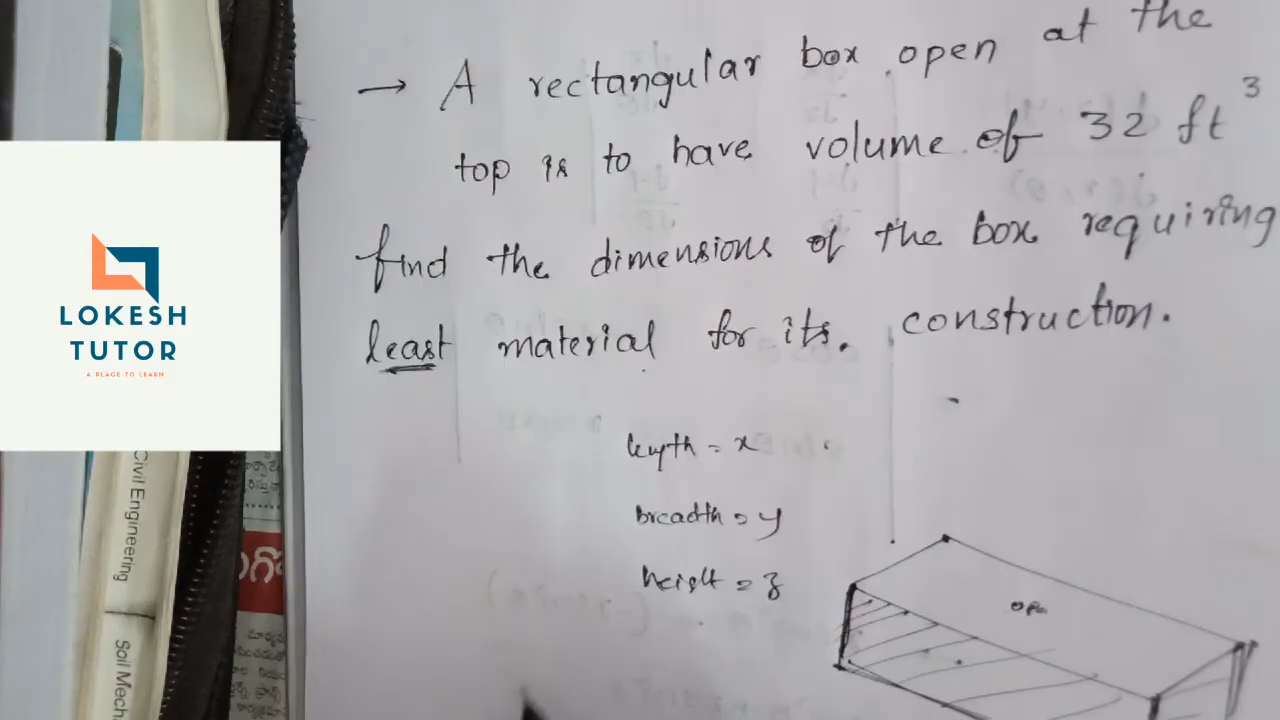 → A rectangular box open at the
top is to have volume of 32 ft³
find the dimensions of the box requiring
least material for its. construction.
length = x
breadth = y
height = z
open
LOKESH
TUTOR
A PLACE TO LEARN
Civil Engineering
Soil Mech